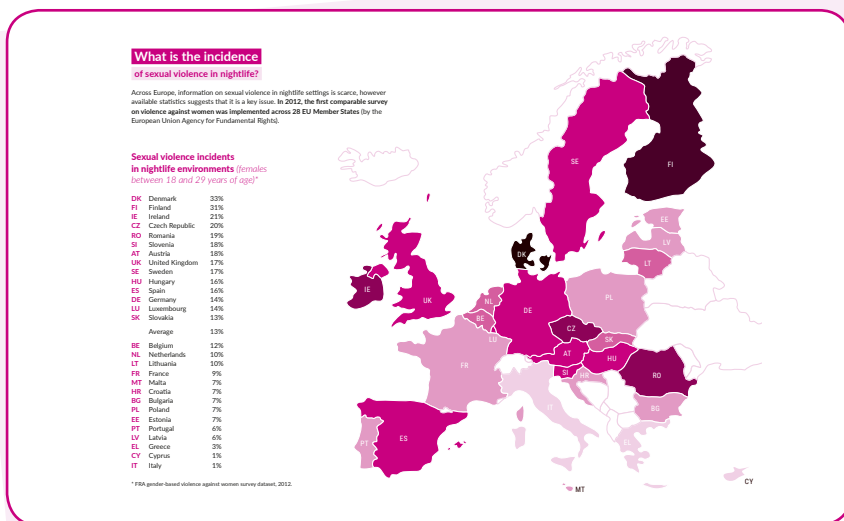 What is the incidence
of sexual violence in nightlife?
Across Europe, information on sexual violence in nightlife settings is scarce, however
available statistics suggests that it is a key issue. In 2012, the first comparable survey
on violence against women was implemented across 28 EU Member States (by the
European Union Agency for Fundamental Rights).
Sexual violence incidents
in nightlife environments (females
between 18 and 29 years of age)*
DK Denmark 33%
FI Finland 31%
IE Ireland 21%
CZ Czech Republic 20%
RO Romania 19%
SI Slovenia 18%
AT Austria 18%
UK United Kingdom 17%
SE Sweden 17%
HU Hungary 16%
ES Spain 16%
DE Germany 14%
LU Luxembourg 14%
SK Slovakia 13%
Average 13%
BE Belgium 12%
NL Netherlands 10%
LT Lithuania 10%
FR France 9%
MT Malta 7%
HR Croatia 7%
BG Bulgaria 7%
PL Poland 7%
EE Estonia 7%
PT Portugal 6%
LV Latvia 6%
EL Greece 3%
CY Cyprus 1%
IT Italy 1%
* FRA gender-based violence against women survey dataset, 2012.
SE
FI
EE
LV
LT
DK
IE
UK
NL
BE
LU
DE
PL
CZ
SK
AT
HU
SI
HR
RO
BG
FR
IT
EL
PT
ES
MT
CY